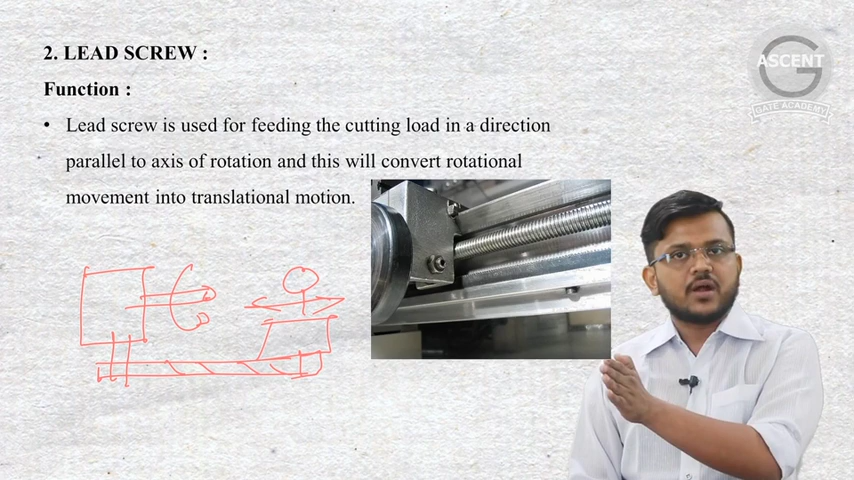 2. LEAD SCREW :
Function :
• Lead screw is used for feeding the cutting load in a direction
parallel to axis of rotation and this will convert rotational
movement into translational motion.
G
ASCENT
GATE ACADEMY